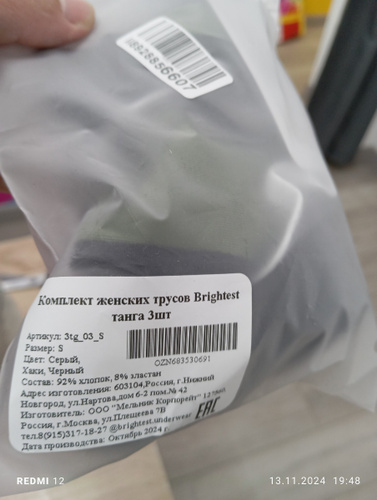 Комплект женских трусов Brightest
танга 3шт
Артикул: 3tg_03_S
Размер: S
Цвет: Серый,
Хаки, Черный
OZN683530691
Состав: 92% хлопок, 8% эластан
Адрес изготовления: 603104,Россия, г.Нижний
Новгород, ул.Нартова,дом 6-2 пом.№ 42
Изготовитель: ООО "Мельник Корпорейт"
Россия, г.Москва, ул.Плещеева 7В
тел.8(915)317-18-27 @brightest.underwear
Дата производства: Октябрь 2024 г.
EAC
REDMI 12
13.11.2024 19:48